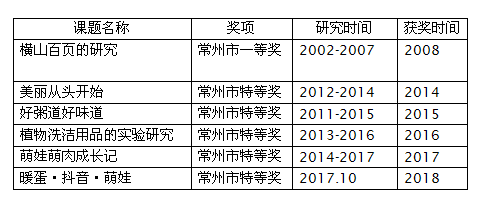 课题名称 奖项 研究时间 获奖时间
横山百页的研究 常州市一等奖 2002-2007 2008
美丽从头开始 常州市特等奖 2012-2014 2014
好粥道好味道 常州市特等奖 2011-2015 2015
植物洗洁用品的实验研究 常州市特等奖 2013-2016 2016
萌娃萌肉成长记 常州市特等奖 2014-2017 2017
暖蛋·抖音·萌娃 常州市特等奖 2017.10 2018